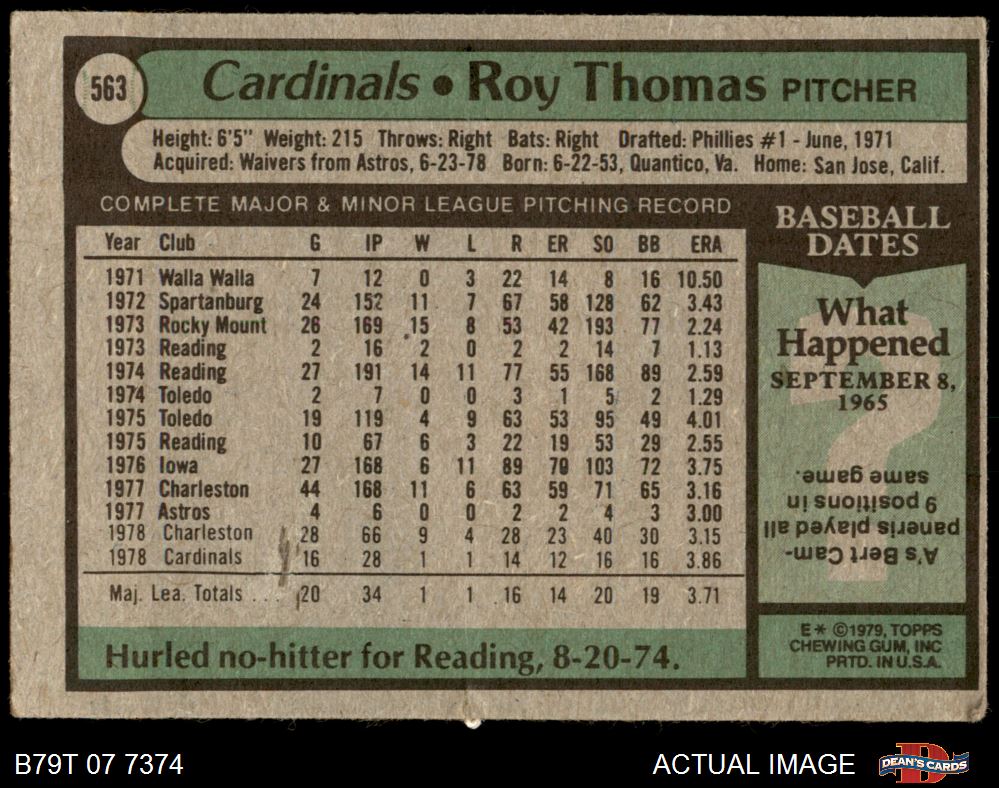 563
Cardinals • Roy Thomas PITCHER
Height: 6'5" Weight: 215 Throws: Right Bats: Right Drafted: Phillies #1 - June, 1971
Acquired: Waivers from Astros, 6-23-78 Born: 6-22-53, Quantico, Va. Home: San Jose, Calif.
COMPLETE MAJOR & MINOR LEAGUE PITCHING RECORD
Year Club G IP W L R ER SO BB ERA
1971 Walla Walla 7 12 0 3 22 14 8 16 10.50
1972 Spartanburg 24 152 11 7 67 58 128 62 3.43
1973 Rocky Mount 26 169 15 8 53 42 193 77 2.24
1973 Reading 2 16 2 0 2 2 14 7 1.13
1974 Reading 27 191 14 11 77 55 168 89 2.59
1974 Toledo 2 7 0 0 3 1 5 2 1.29
1975 Toledo 19 119 4 9 63 53 95 49 4.01
1975 Reading 10 67 6 3 22 19 53 29 2.55
1976 Iowa 27 168 6 11 89 70 103 72 3.75
1977 Charleston 44 168 11 6 63 59 71 65 3.16
1977 Astros 4 6 0 0 2 2 4 3 3.00
1978 Charleston 28 66 9 4 28 23 40 30 3.15
1978 Cardinals 16 28 1 1 14 12 16 16 3.86
Maj. Lea. Totals . . . 20 34 1 1 16 14 20 19 3.71
Hurled no-hitter for Reading, 8-20-74.
BASEBALL
DATES
What
Happened
SEPTEMBER 8,
1965
?
A's Bert Cam-
paneris played all
9 positions in
same game.
E* ©1979, TOPPS
CHEWING GUM, INC
PRTD. IN U.S.A.
B79T 07 7374
ACTUAL IMAGE
D
DEAN'S CARDS